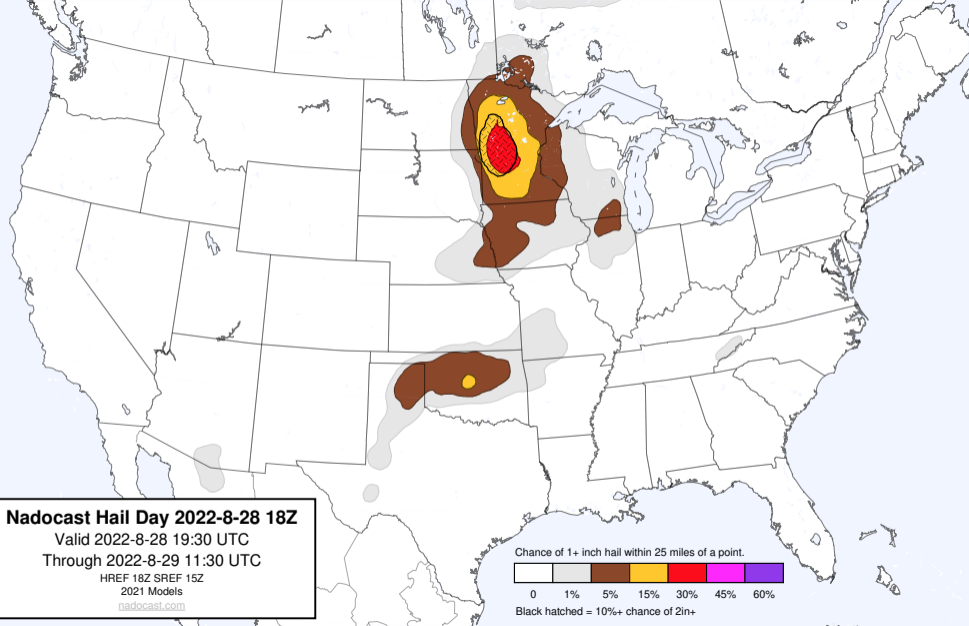 Nadocast Hail Day 2022-8-28 18Z
Valid 2022-8-28 19:30 UTC
Through 2022-8-29 11:30 UTC
HREF 18Z SREF 15Z
2021 Models
nadocast.com
Chance of 1+ inch hail within 25 miles of a point.
0 1% 5% 15% 30% 45% 60%
Black hatched = 10%+ chance of 2in+